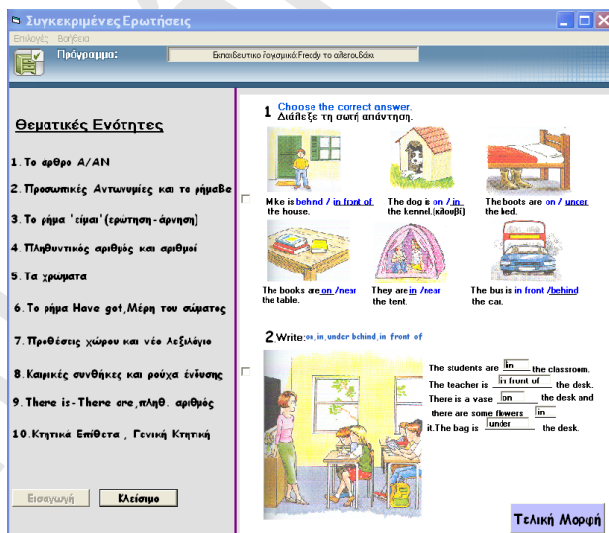 Συγκεκριμένες Ερωτήσεις
Επιλογές Βοήθεια
Πρόγραμμα:
Εκπαιδευτικο λογισμικό:Freddy το αλεπουδάκι
Θεματικές Ενότητες
1. Το αρθρο A/AN
2. Προσωπικές Αντωνυμίες και το ρήμαBe
3. Το ρήμα 'είμαι'(ερώτηση-άρνηση)
4. Πληθυντικός αριθμός και αριθμοί
5. Τα χρώματα
6. Το ρήμα Have got,Μέρη του σώματος
7. Προθέσεις χώρου και νέο λεξιλόγιο
8. Καιρικές συνθήκες και ρούχα ένδυσης
9. There is-There are,πληθ. αριθμός
10. Κτητικά Επίθετα , Γενική Κτητική
Εισαγωγή Κλείσιμο
1 Choose the correct answer.
Διάλεξε τη σωτή απάντηση.
Mike is behind / in front of
the house.
The dog is on / in
the kennel.(κλουβί)
The boots are on / under
the bed.
The books are on /near
the table.
They are in /near
the tent.
The bus is in front /behind
the car.
2 Write:on,in,under behind,in front of
The students are in the classroom.
The teacher is in front of the desk.
There is a vase on the desk and
there are some flowers in
it.The bag is under the desk.
Τελική Μορφή